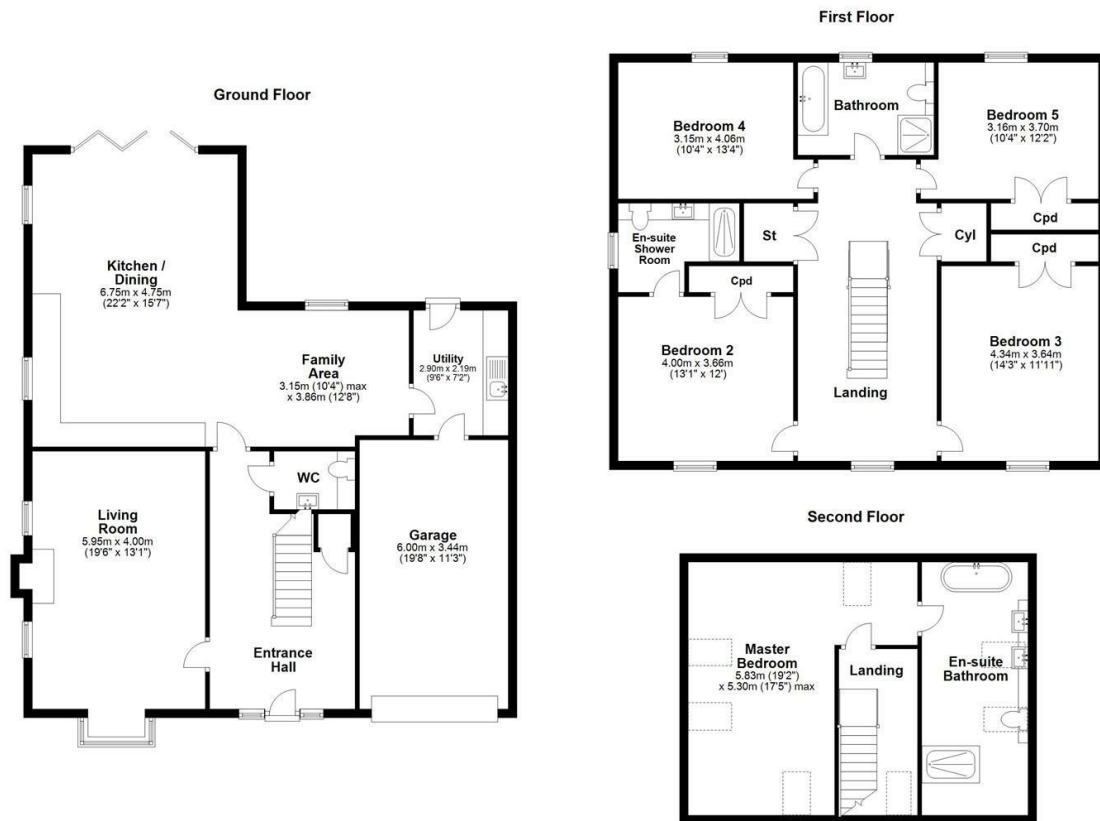 Ground Floor
Kitchen /
Dining
6.75m x 4.75m
(22'2" x 15'7")
Family
Area
3.15m (10'4") max
x 3.86m (12'8")
Utility
2.90m x 2.19m
(9'6" x 7'2")
WC
Living
Room
5.95m x 4.00m
(19'6" x 13'1")
Garage
6.00m x 3.44m
(19'8" x 11'3")
Entrance
Hall
First Floor
Bedroom 4
3.15m x 4.06m
(10'4" x 13'4")
Bathroom
Bedroom 5
3.16m x 3.70m
(10'4" x 12'2")
Cpd
En-suite
Shower
Room
St
Cyl
Cpd
Cpd
Bedroom 2
4.00m x 3.66m
(13'1" x 12')
Landing
Bedroom 3
4.34m x 3.64m
(14'3" x 11'11")
Second Floor
Master
Bedroom
5.83m (19'2")
x 5.30m (17'5") max
Landing
En-suite
Bathroom